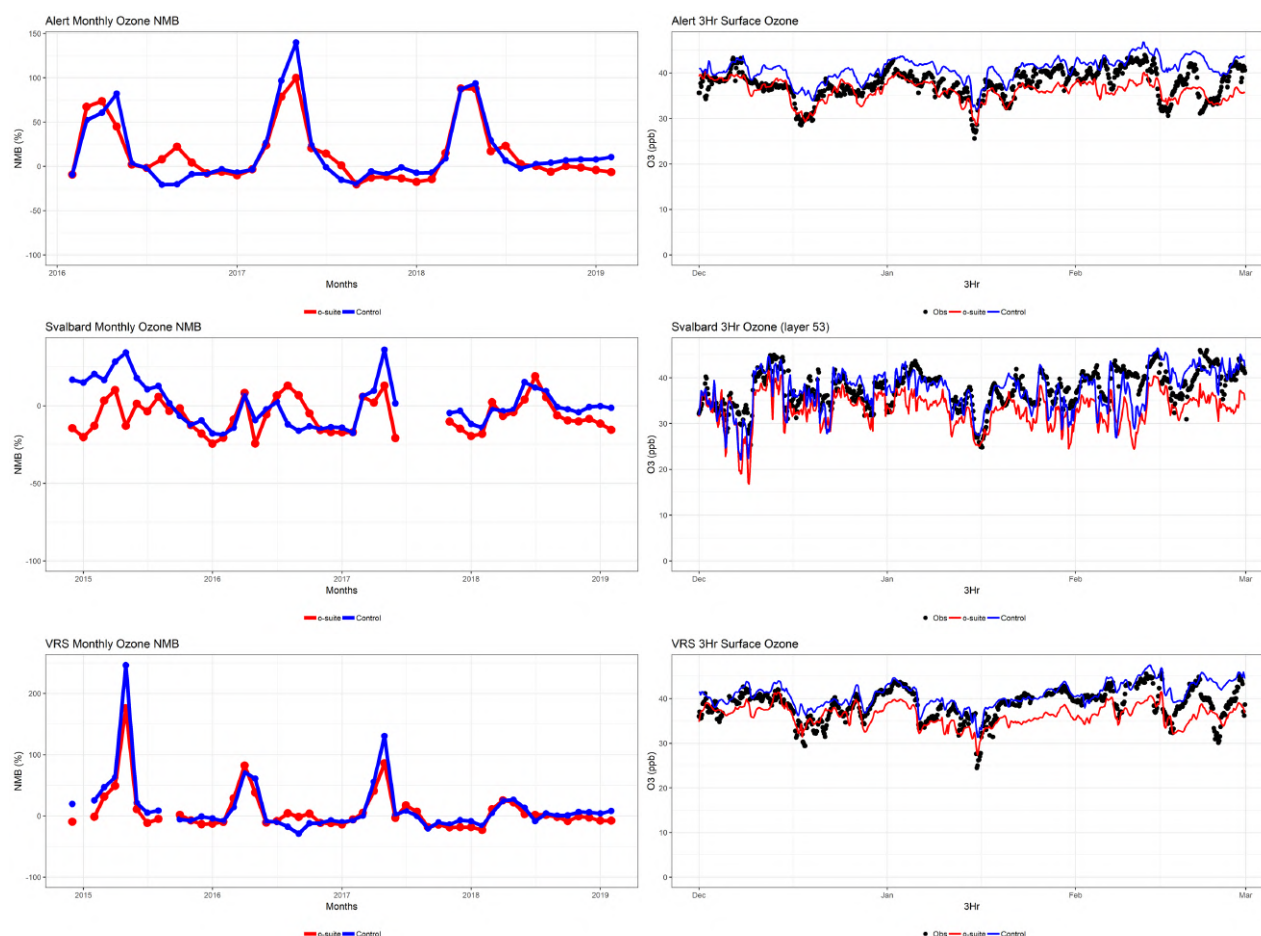 Alert Monthly Ozone NMB
150
100
50
0
-50
-100
NMB (%)
2016
2017
2018
2019
Months
o-suite
Control
Alert 3Hr Surface Ozone
40
30
20
10
0
O3 (ppb)
Dec
Jan
Feb
Mar
3Hr
Obs
o-suite
Control
Svalbard Monthly Ozone NMB
0
-50
-100
NMB (%)
2015
2016
2017
2018
2019
Months
o-suite
Control
Svalbard 3Hr Ozone (layer 53)
40
30
20
10
0
O3 (ppb)
Dec
Jan
Feb
Mar
3Hr
Obs
o-suite
Control
VRS Monthly Ozone NMB
200
100
0
-100
NMB (%)
2015
2016
2017
2018
2019
Months
o-suite
Control
VRS 3Hr Surface Ozone
40
30
20
10
0
O3 (ppb)
Dec
Jan
Feb
Mar
3Hr
Obs
o-suite
Control